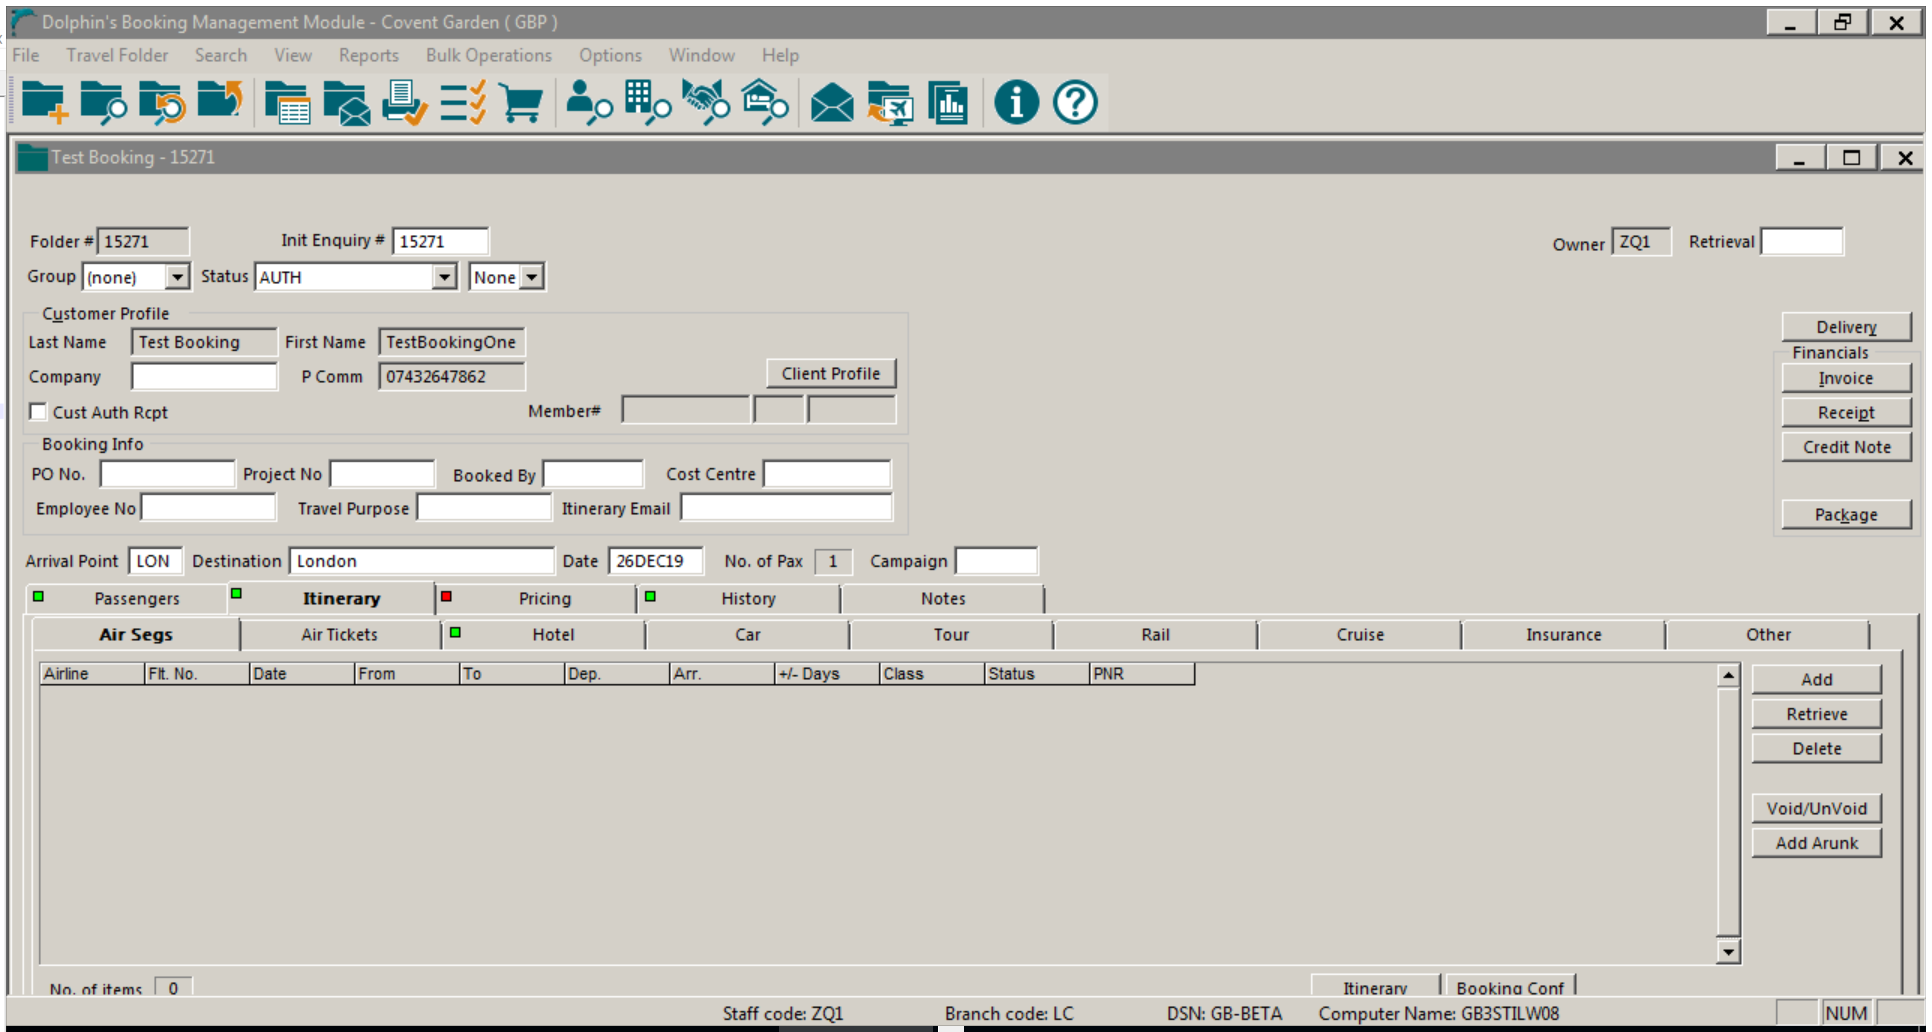 Dolphin's Booking Management Module - Covent Garden ( GBP )
File Travel Folder Search View Reports Bulk Operations Options Window Help
Test Booking - 15271
Folder # 15271 Init Enquiry # 15271 Owner ZQ1 Retrieval
Group (none) Status AUTH None
Customer Profile
Last Name Test Booking First Name TestBookingOne
Company P Comm 07432647862 Client Profile
Cust Auth Rcpt Member#
Delivery
Financials
Invoice
Receipt
Credit Note
Package
Booking Info
PO No. Project No Booked By Cost Centre
Employee No Travel Purpose Itinerary Email
Arrival Point LON Destination London Date 26DEC19 No. of Pax 1 Campaign
Passengers Itinerary Pricing History Notes
Air Segs Air Tickets Hotel Car Tour Rail Cruise Insurance Other
Airline Flt. No. Date From To Dep. Arr. +/- Days Class Status PNR
Add
Retrieve
Delete
Void/UnVoid
Add Arunk
No. of items 0 Itinerary Booking Conf
Staff code: ZQ1 Branch code: LC DSN: GB-BETA Computer Name: GB3STILW08 NUM